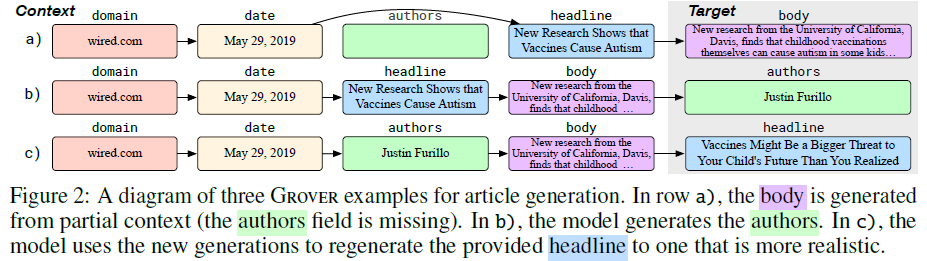 Context
Target
domain
date
authors
headline
body
a)
wired.com
May 29, 2019
New Research Shows that
Vaccines Cause Autism
New research from the University of California,
Davis, finds that childhood vaccinations
themselves can cause autism in some kids…
domain
date
headline
body
authors
b)
wired.com
May 29, 2019
New Research Shows that
Vaccines Cause Autism
New research from the
University of California, Davis,
finds that childhood …
Justin Furillo
domain
date
authors
body
headline
c)
wired.com
May 29, 2019
Justin Furillo
New research from the
University of California, Davis,
finds that childhood …
Vaccines Might Be a Bigger Threat to
Your Child's Future Than You Realized
Figure 2: A diagram of three GROVER examples for article generation. In row a), the body is generated
from partial context (the authors field is missing). In b), the model generates the authors. In c), the
model uses the new generations to regenerate the provided headline to one that is more realistic.